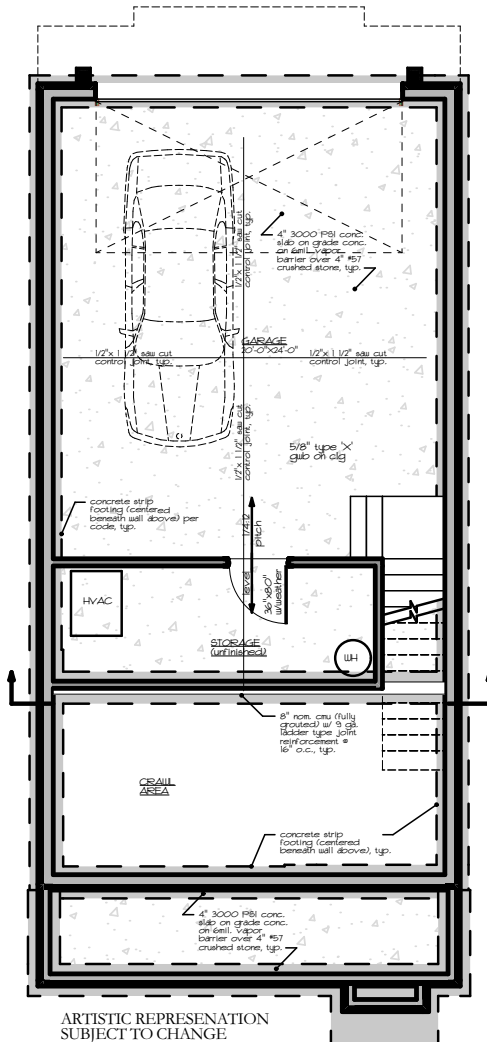 4" 3000 PSI conc.
slab on grade conc.
on 6mil. vapor
barrier over 4" #57
crushed stone, typ.
1/2"x 1 1/2" saw cut
control joint, typ.
GARAGE
20'-0"X24'-0"
1/2"x 1 1/2" saw cut
control joint, typ.
1/2"x 1 1/2" saw cut
control joint, typ.
1/2"x 1 1/2" saw cut
control joint, typ.
5/8" type 'X'
gwb on clg
concrete strip
footing (centered
beneath wall above) per
code, typ.
1/4:12
pitch
level
36"x80"
w/weather
HVAC
STORAGE
(unfinished)
WH
8" nom. cmu (fully
grouted) w/ 9 ga.
ladder type joint
reinforcement @
16" o.c., typ.
CRAWL
AREA
concrete strip
footing (centered
beneath wall above), typ.
4" 3000 PSI conc.
slab on grade conc.
on 6mil. vapor
barrier over 4" #57
crushed stone, typ.
ARTISTIC REPRESENATION
SUBJECT TO CHANGE